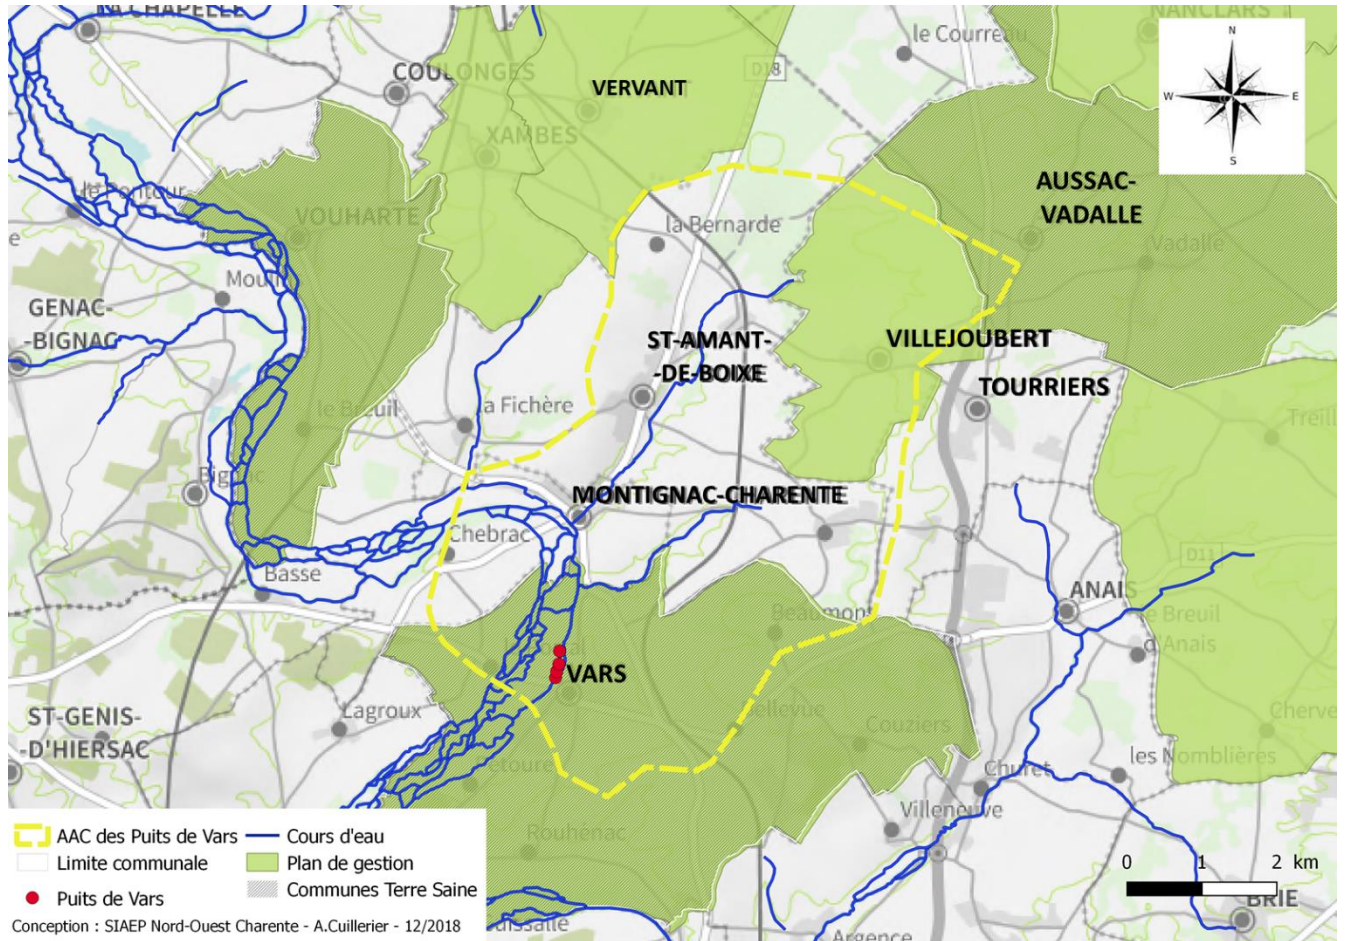 LA CHAPELLE
NANCLARS
le Courreau
N
COULONGES
D18
VERVANT
W
E
XAMBES
S
AUSSAC-
-VADALLE
le Pontour
VOUHARTE
la Bernarde
Vadalle
e
Mouli
GENAC-
-BIGNAC
ST-AMANT-
-DE-BOIXE
VILLEJOUBERT
TOURRIERS
le Breuil
la Fichère
Treill
Bignac
MONTIGNAC-CHARENTE
Chebrac
D11
Basse
ANAIS
Beaumont
le Breuil
d'Anais
VARS
Lagroux
Bellevue
Couziers
Cherve
ST-GENIS-
-D'HIERSAC
les Nomblières
Churet
Villeneuve
Rouhénac
AAC des Puits de Vars
Cours d'eau
Limite communale
Plan de gestion
Puits de Vars
Communes Terre Saine
0 1 2 km
BRIE
Conception : SIAEP Nord-Ouest Charente - A.Cuillerier - 12/2018
Argence